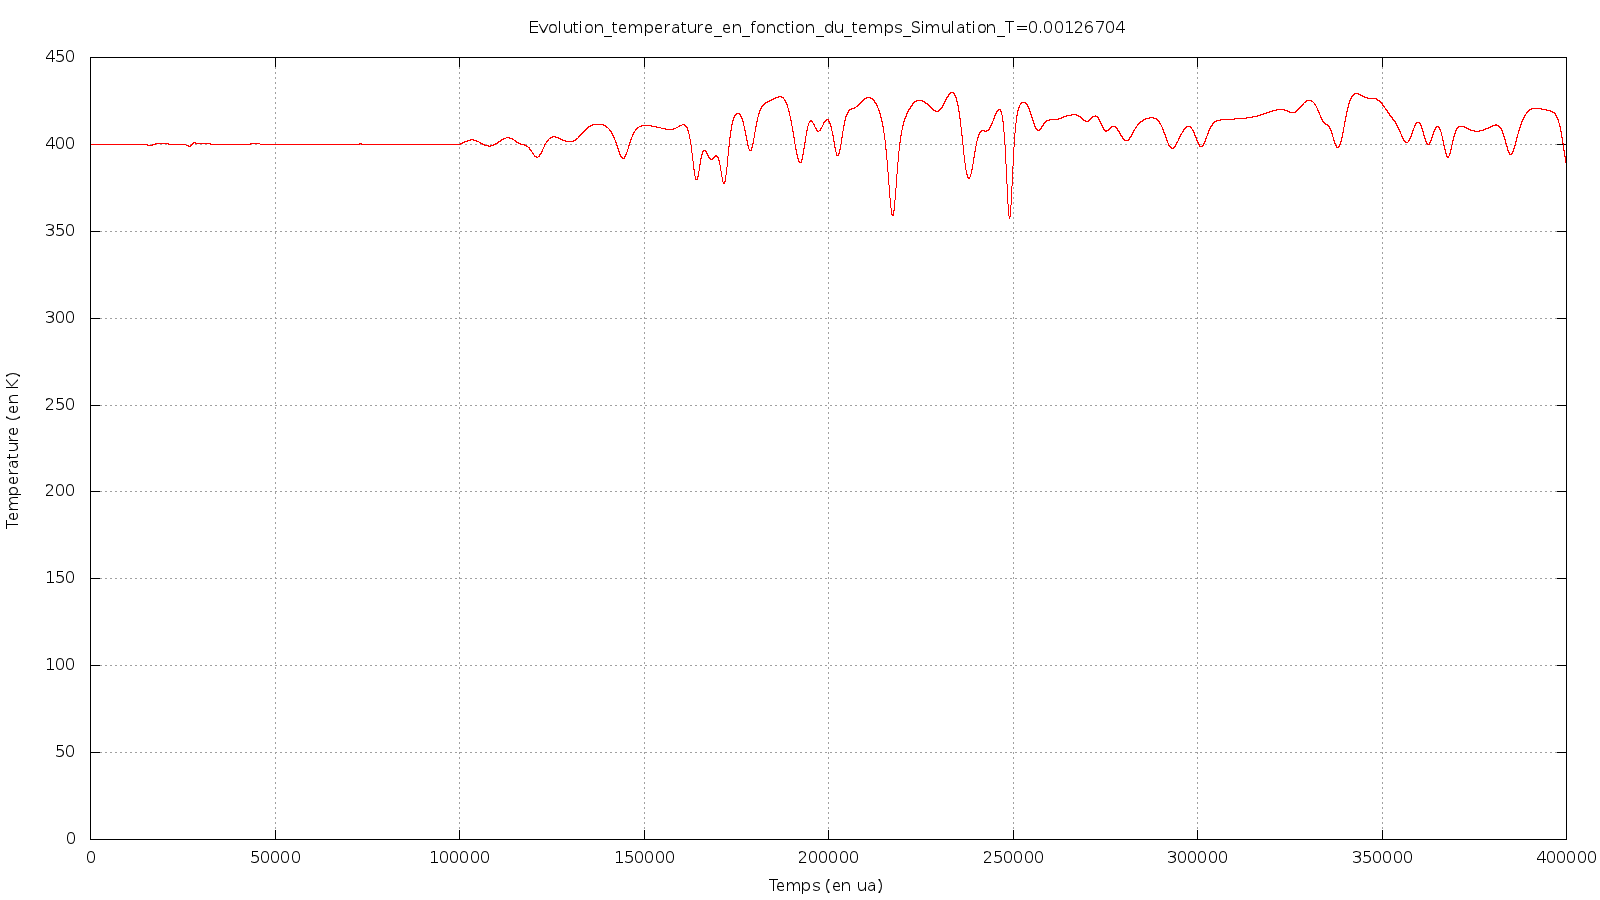 Evolution_temperature_en_fonction_du_temps_Simulation_T=0.00126704
450
400
350
300
250
200
150
100
50
0
Temperature (en K)
0 50000 100000 150000 200000 250000 300000 350000 400000
Temps (en ua)